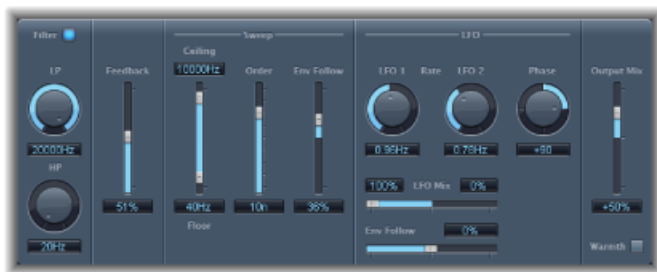 Filter
Sweep
LFO
Ceiling
LP
Feedback
10000Hz
Order
Env Follow
LFO 1
Rate
LFO 2
Phase
Output Mix
20000Hz
0.96Hz
0.78Hz
+90
HP
100%
LFO Mix
0%
51%
40Hz
10n
36%
+50%
Floor
Env Follow
0%
20Hz
Warmth